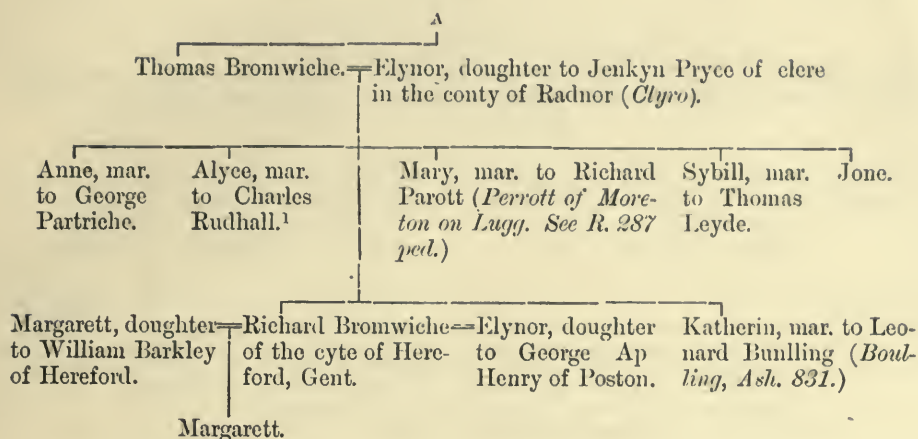 A
Thomas Bromwiche. Elynor, doughter to Jenkyn Pryce of clere
in the conty of Radnor (Clyro).
Anne, mar.
to George
Partriche.
Alyce, mar.
to Charles
Rudhall.¹
Mary, mar. to Richard
Parott (Perrott of More-
ton on Lugg. See R. 287
ped.)
Sybill, mar.
to Thomas
Leyde.
Jone.
Margarett, doughter
to William Barkley
of Hereford.
Richard Bromwiche
of the cyte of Here-
ford, Gent.
Elynor, doughter
to George Ap
Henry of Poston.
Katherin, mar. to Leo-
nard Bunlling (Boul-
ling, Ash. 831.)
Margarett.